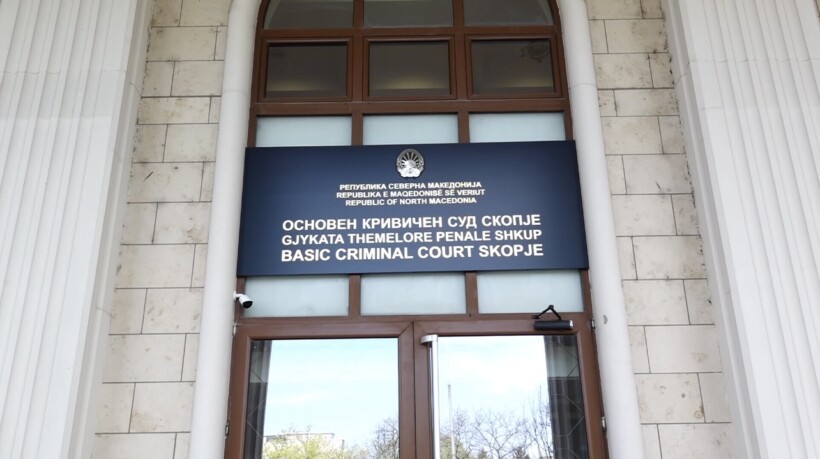 РЕПУБЛИКА СЕВЕРНА МАКЕДОНИЈА
REPUBLIKA E MAQEDONISË SË VERIUT
REPUBLIC OF NORTH MACEDONIA
ОСНОВЕН КРИВИЧЕН СУД СКОПЈЕ
GJYKATA THEMELORE PENALE SHKUP
BASIC CRIMINAL COURT SKOPJE